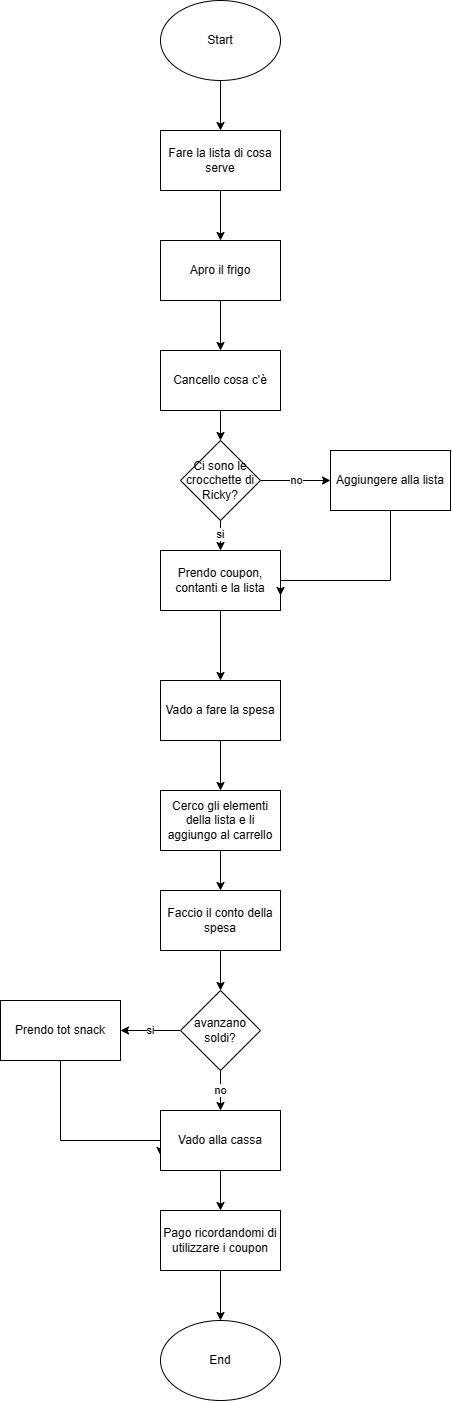 Start
Fare la lista di cosa
serve
Apro il frigo
Cancello cosa c'è
Ci sono le
crocchette di
Ricky?
no
Aggiungere alla lista
si
Prendo coupon,
contanti e la lista
Vado a fare la spesa
Cerco gli elementi
della lista e li
aggiungo al carrello
Faccio il conto della
spesa
avanzano
soldi?
si
Prendo tot snack
no
Vado alla cassa
Pago ricordandomi di
utilizzare i coupon
End